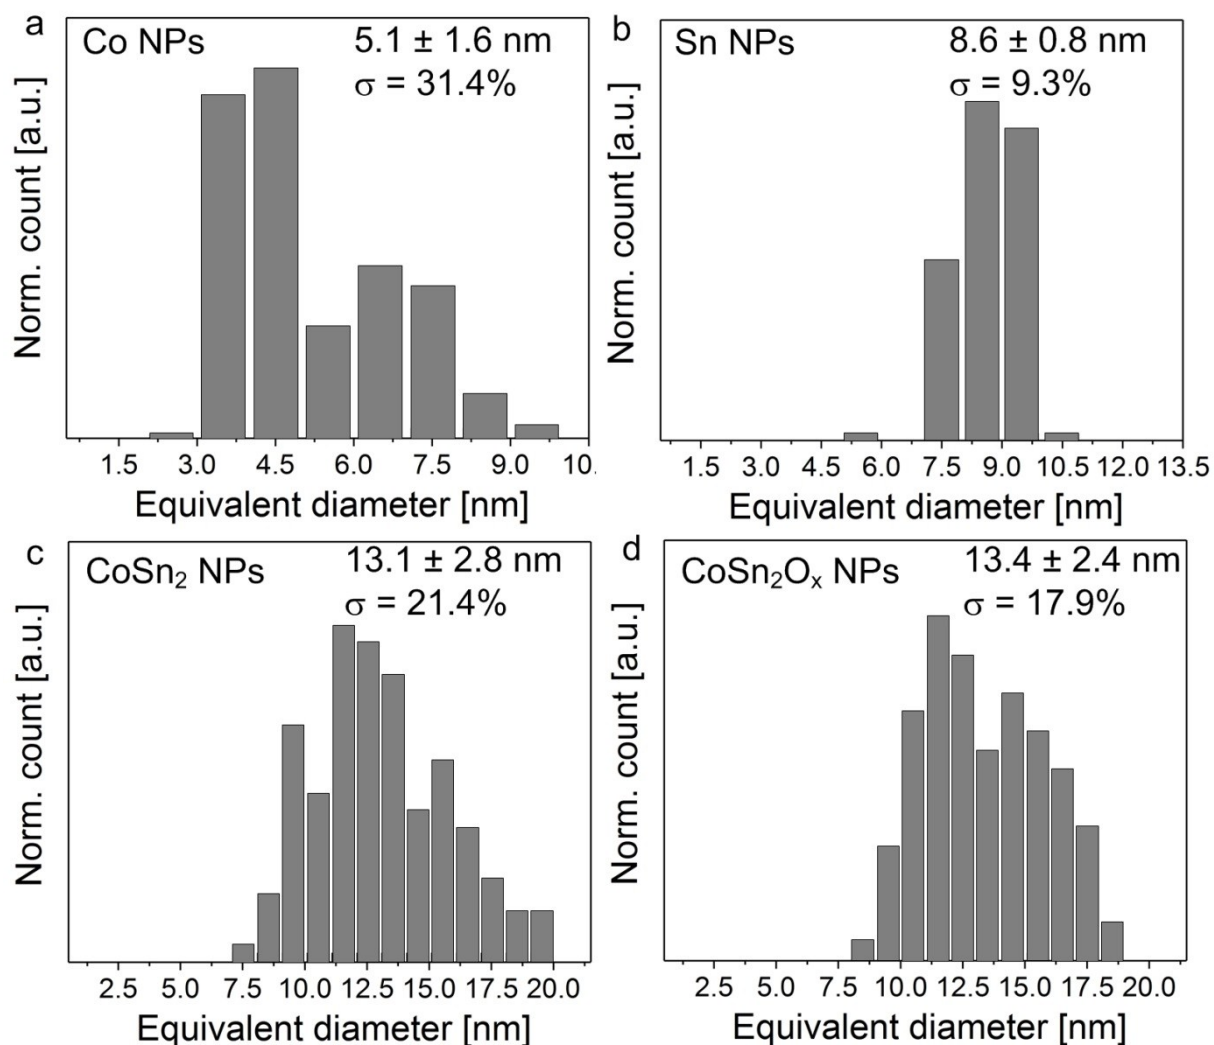 a
Co NPs
5.1 ± 1.6 nm
σ = 31.4%
Norm. count [a.u.]
1.5 3.0 4.5 6.0 7.5 9.0 10.
Equivalent diameter [nm]
b
Sn NPs
8.6 ± 0.8 nm
σ = 9.3%
Norm. count [a.u.]
1.5 3.0 4.5 6.0 7.5 9.0 10.5 12.0 13.5
Equivalent diameter [nm]
c
CoSn₂ NPs
13.1 ± 2.8 nm
σ = 21.4%
Norm. count [a.u.]
2.5 5.0 7.5 10.0 12.5 15.0 17.5 20.0
Equivalent diameter [nm]
d
CoSn₂Oₓ NPs
13.4 ± 2.4 nm
σ = 17.9%
Norm. count [a.u.]
2.5 5.0 7.5 10.0 12.5 15.0 17.5 20.0
Equivalent diameter [nm]